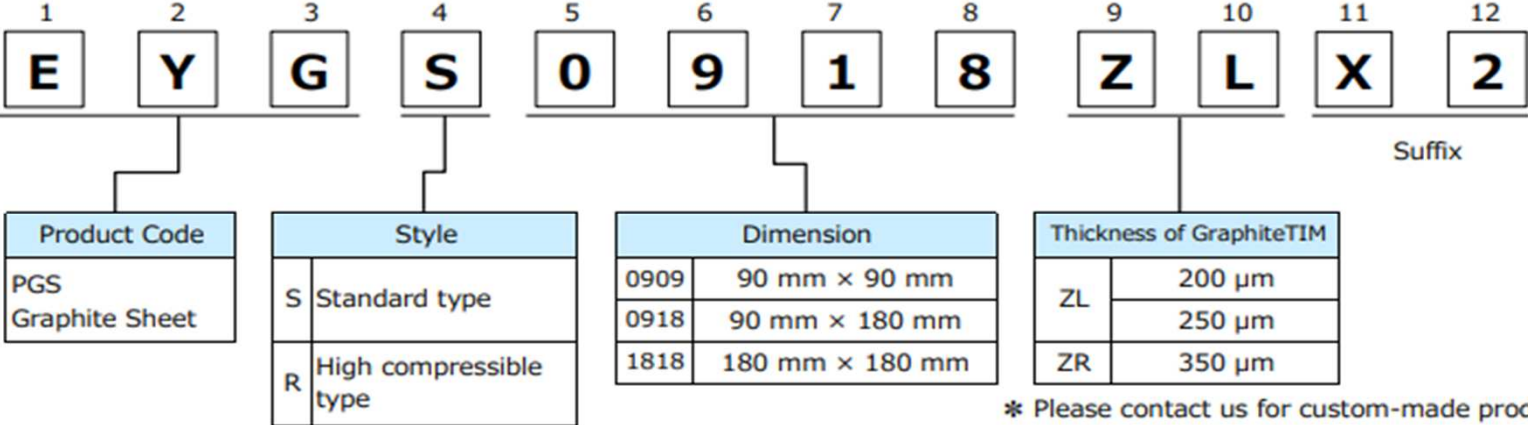 1 2 3 4 5 6 7 8 9 10 11 12
E Y G S 0 9 1 8 Z L X 2
Suffix
Product Code
PGS
Graphite Sheet
Style
S Standard type
R High compressible
type
Dimension
0909 90 mm × 90 mm
0918 90 mm × 180 mm
1818 180 mm × 180 mm
Thickness of GraphiteTIM
ZL 200 µm
250 µm
ZR 350 µm
✻ Please contact us for custom-made